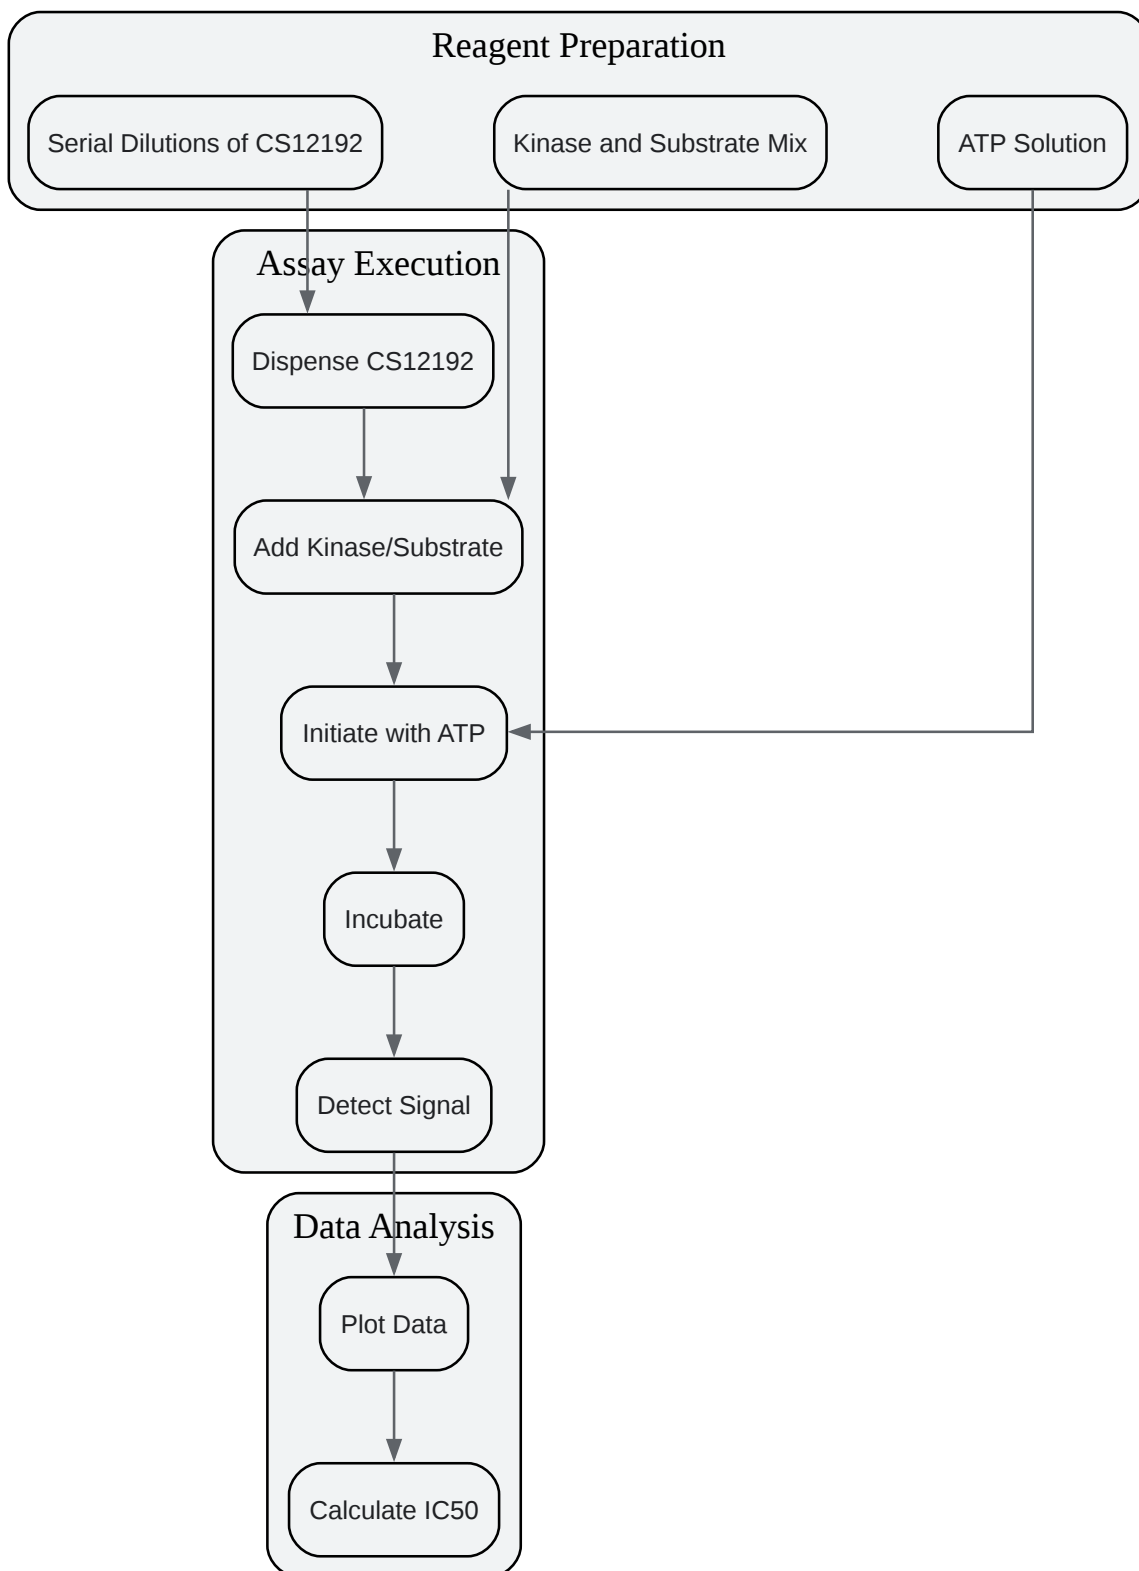 Reagent Preparation
Serial Dilutions of CS12192
Kinase and Substrate Mix
ATP Solution
Assay Execution
Dispense CS12192
Add Kinase/Substrate
Initiate with ATP
Incubate
Detect Signal
Data Analysis
Plot Data
Calculate IC50